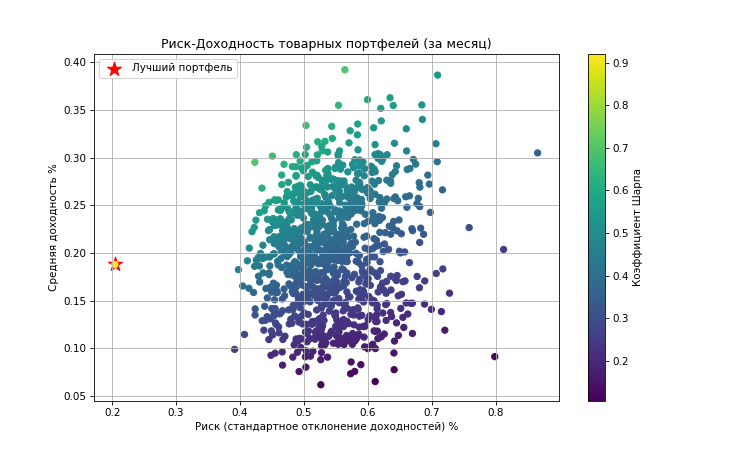 Риск-Доходность товарных портфелей (за месяц)
Лучший портфель
0.40
0.35
0.30
0.25
0.20
0.15
0.10
0.05
Средняя доходность %
0.2 0.3 0.4 0.5 0.6 0.7 0.8
Риск (стандартное отклонение доходностей) %
0.9
0.8
0.7
0.6
0.5
0.4
0.3
0.2
Коэффициент Шарпа